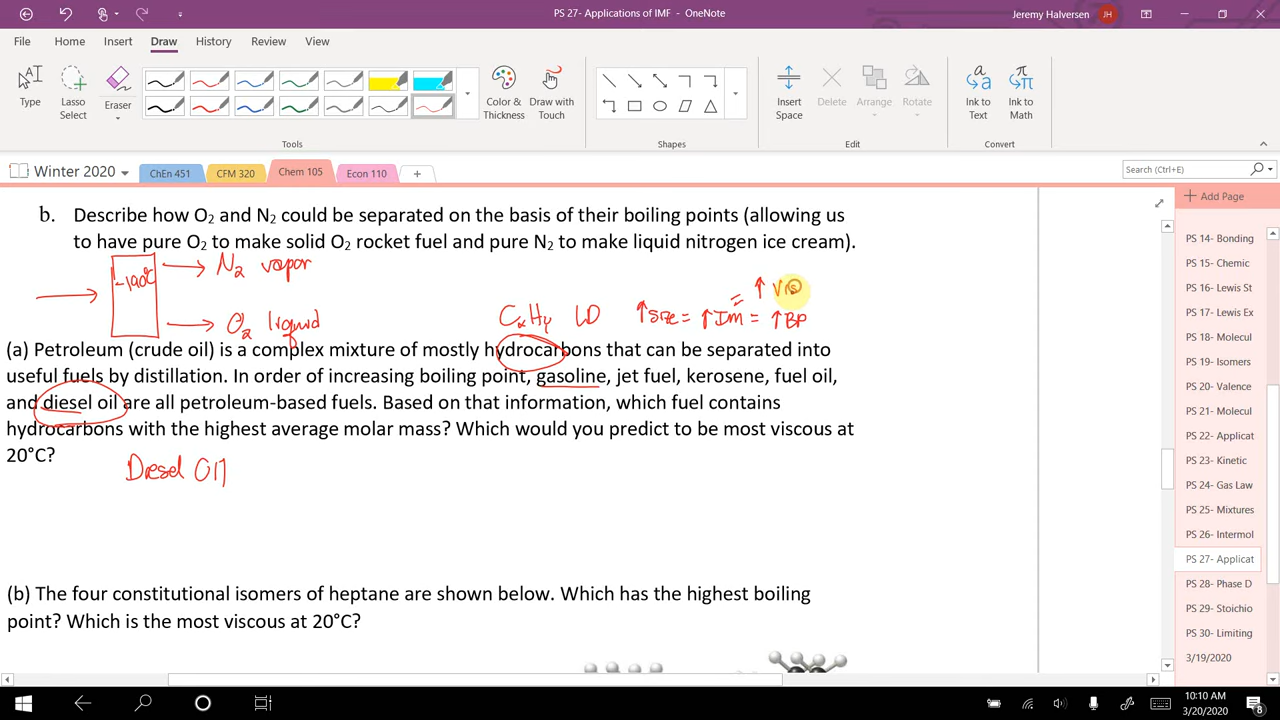 PS 27- Applications of IMF - OneNote
Jeremy Halversen JH
File Home Insert Draw History Review View
Type
Lasso Select
Eraser
Color & Thickness
Draw with Touch
Insert Space
Delete
Arrange
Rotate
Ink to Text
Ink to Math
Tools
Shapes
Edit
Convert
Winter 2020 ChEn 451 CFM 320 Chem 105 Econ 110 +
Search (Ctrl+E)
b. Describe how O₂ and N₂ could be separated on the basis of their boiling points (allowing us
to have pure O₂ to make solid O₂ rocket fuel and pure N₂ to make liquid nitrogen ice cream).
-190°C
N₂ vapor
O₂ liquid
= ↑ Vis
CxHy LD ↑size = ↑IM = ↑BP
(a) Petroleum (crude oil) is a complex mixture of mostly hydrocarbons that can be separated into
useful fuels by distillation. In order of increasing boiling point, gasoline, jet fuel, kerosene, fuel oil,
and diesel oil are all petroleum-based fuels. Based on that information, which fuel contains
hydrocarbons with the highest average molar mass? Which would you predict to be most viscous at
20°C?
Diesel Oil
(b) The four constitutional isomers of heptane are shown below. Which has the highest boiling
point? Which is the most viscous at 20°C?
Add Page
PS 14- Bonding
PS 15- Chemic
PS 16- Lewis St
PS 17- Lewis Ex
PS 18- Molecul
PS 19- Isomers
PS 20- Valence
PS 21- Molecul
PS 22- Applicat
PS 23- Kinetic
PS 24- Gas Law
PS 25- Mixtures
PS 26- Intermol
PS 27- Applicat
PS 28- Phase D
PS 29- Stoichio
PS 30- Limiting
3/19/2020
10:10 AM
3/20/2020
8